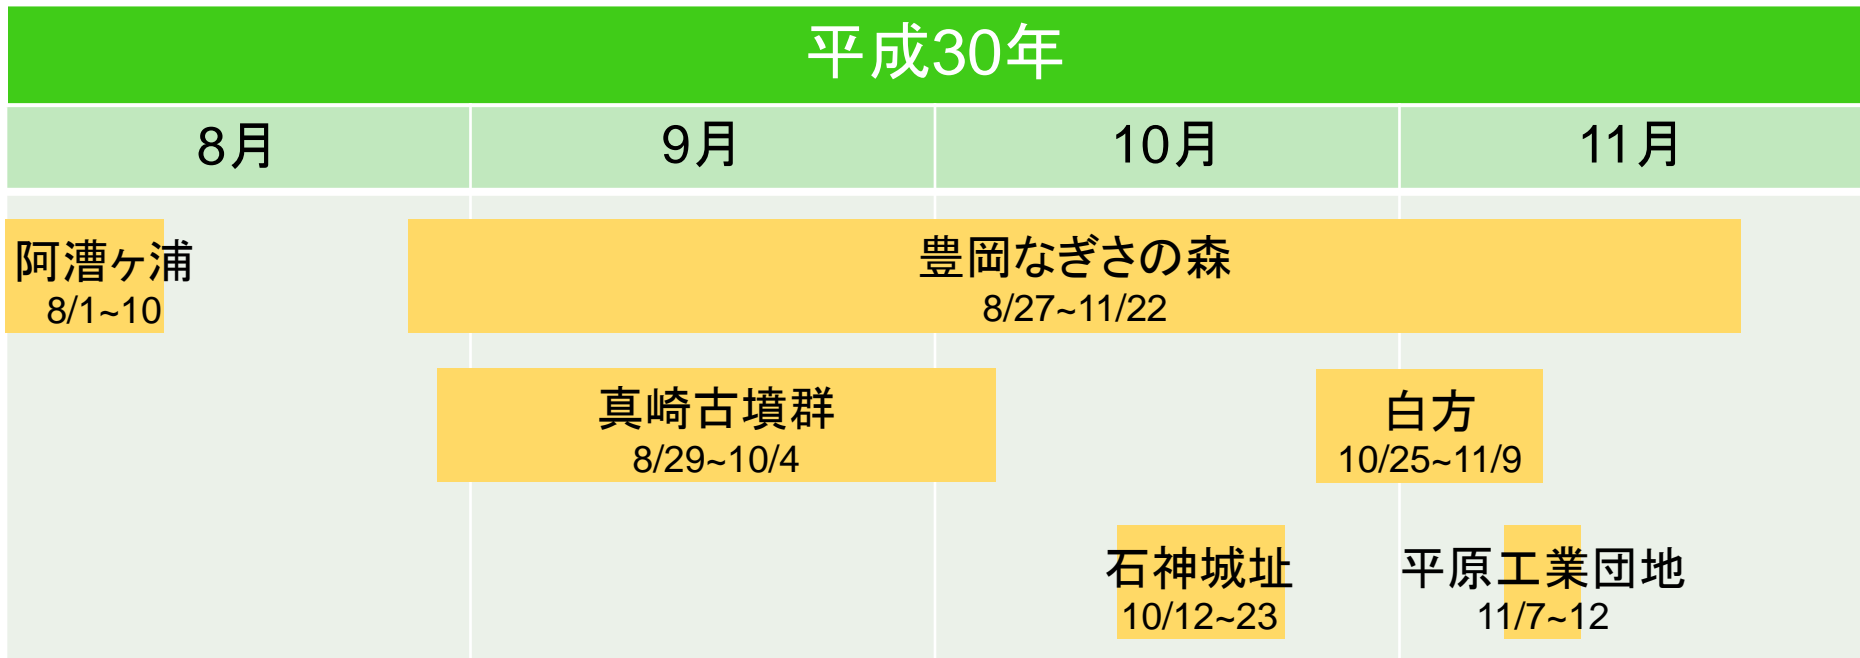 平成30年
8月
9月
10月
11月
阿漕ヶ浦
8/1~10
豊岡なぎさの森
8/27~11/22
真崎古墳群
8/29~10/4
白方
10/25~11/9
石神城址
10/12~23
平原工業団地
11/7~12